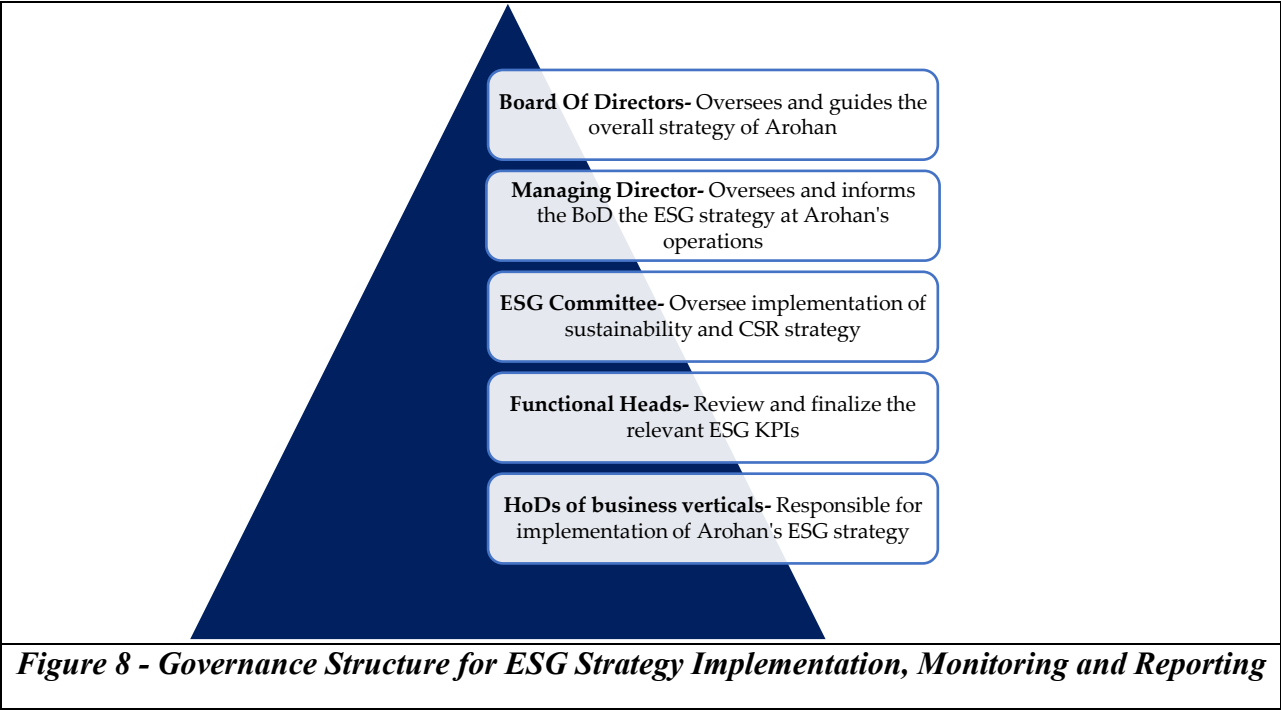 Board Of Directors- Oversees and guides the
overall strategy of Arohan
Managing Director- Oversees and informs
the BoD the ESG strategy at Arohan's
operations
ESG Committee- Oversee implementation of
sustainability and CSR strategy
Functional Heads- Review and finalize the
relevant ESG KPIs
HoDs of business verticals- Responsible for
implementation of Arohan's ESG strategy
Figure 8 - Governance Structure for ESG Strategy Implementation, Monitoring and Reporting